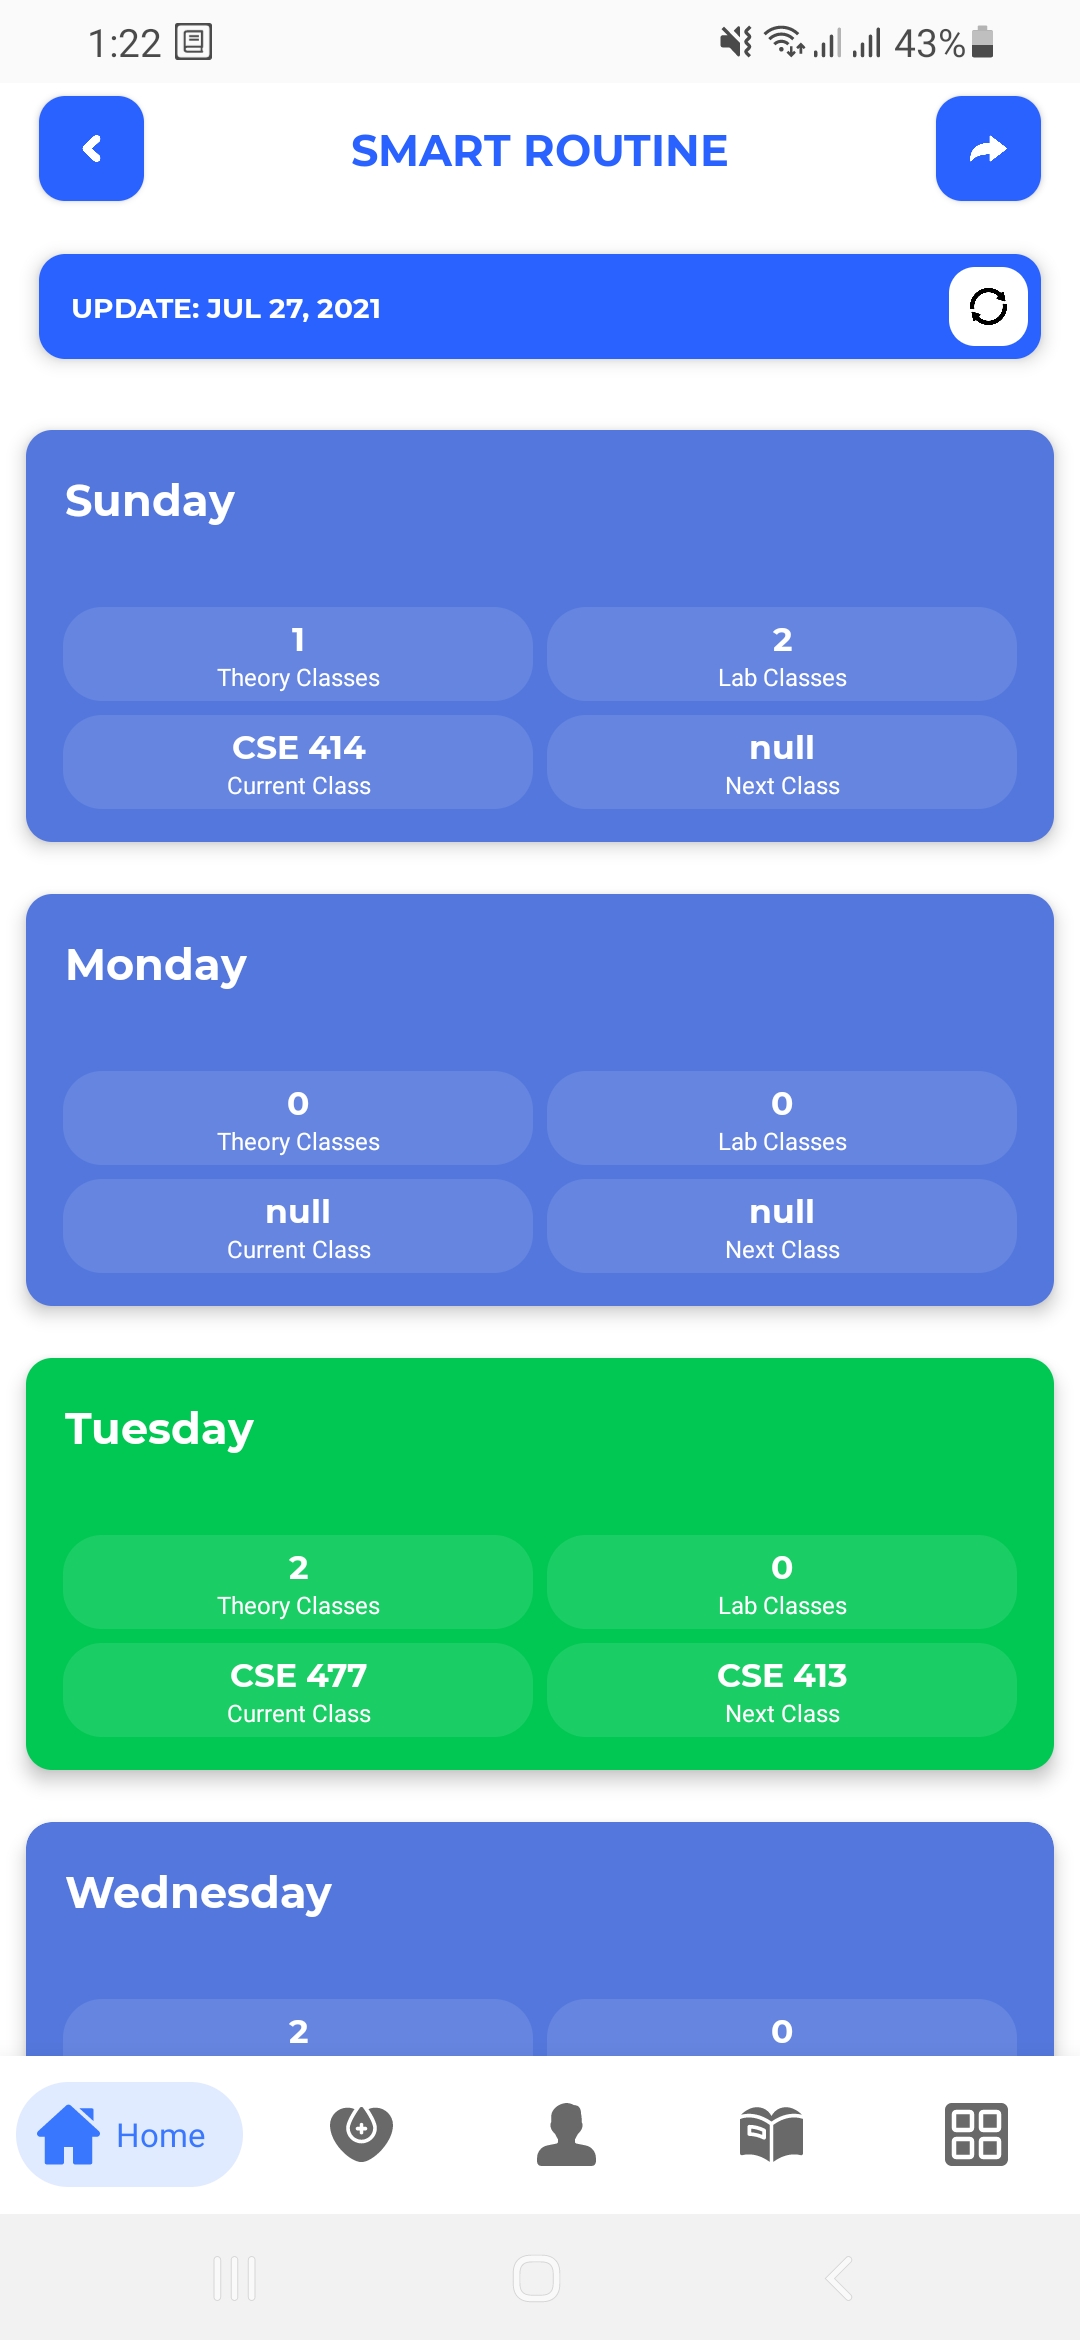 1:22 43%
SMART ROUTINE
UPDATE: JUL 27, 2021
Sunday
1 2
Theory Classes Lab Classes
CSE 414 null
Current Class Next Class
Monday
0 0
Theory Classes Lab Classes
null null
Current Class Next Class
Tuesday
2 0
Theory Classes Lab Classes
CSE 477 CSE 413
Current Class Next Class
Wednesday
2 0
Home